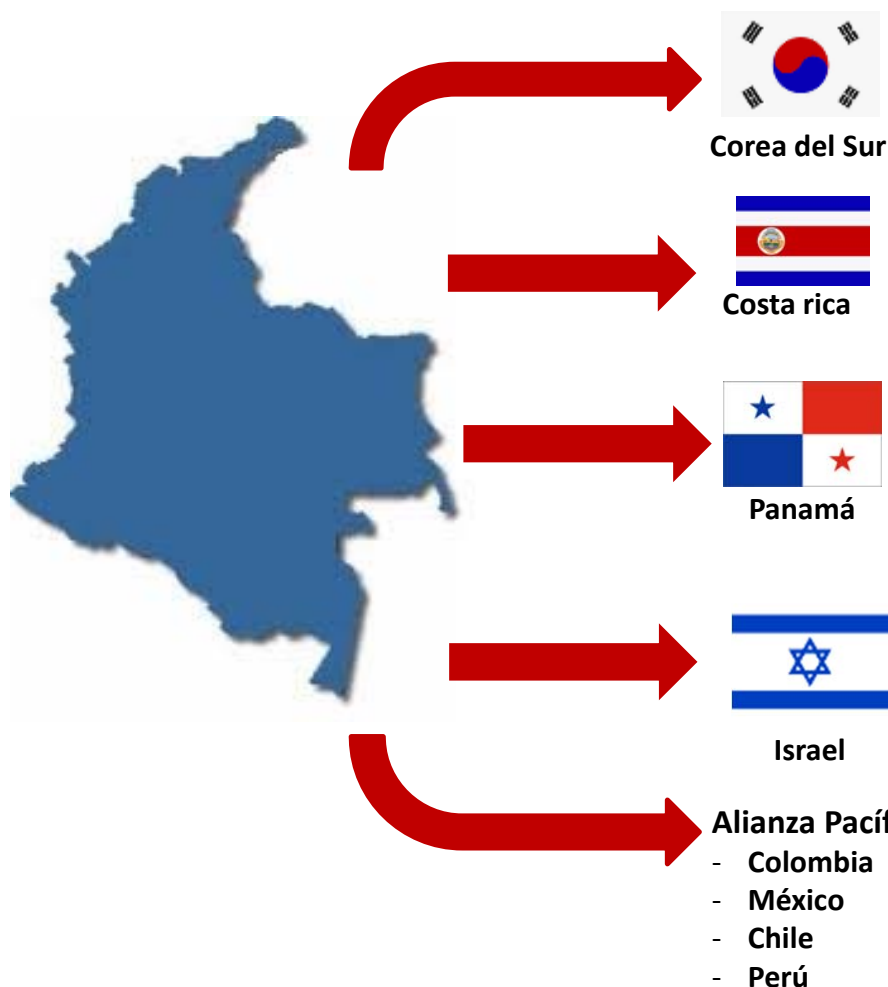 Corea del Sur
Costa rica
Panamá
Israel
Alianza Pacíf
- Colombia
- México
- Chile
- Perú